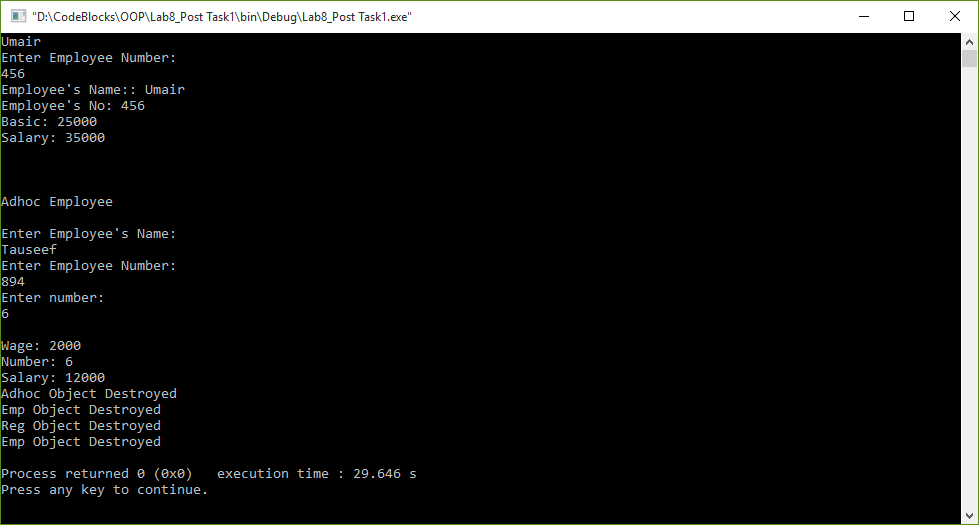 "D:\CodeBlocks\OOP\Lab8_Post Task1\bin\Debug\Lab8_Post Task1.exe"
Umair
Enter Employee Number:
456
Employee's Name:: Umair
Employee's No: 456
Basic: 25000
Salary: 35000
Adhoc Employee
Enter Employee's Name:
Tauseef
Enter Employee Number:
894
Enter number:
6
Wage: 2000
Number: 6
Salary: 12000
Adhoc Object Destroyed
Emp Object Destroyed
Reg Object Destroyed
Emp Object Destroyed
Process returned 0 (0x0)   execution time : 29.646 s
Press any key to continue.